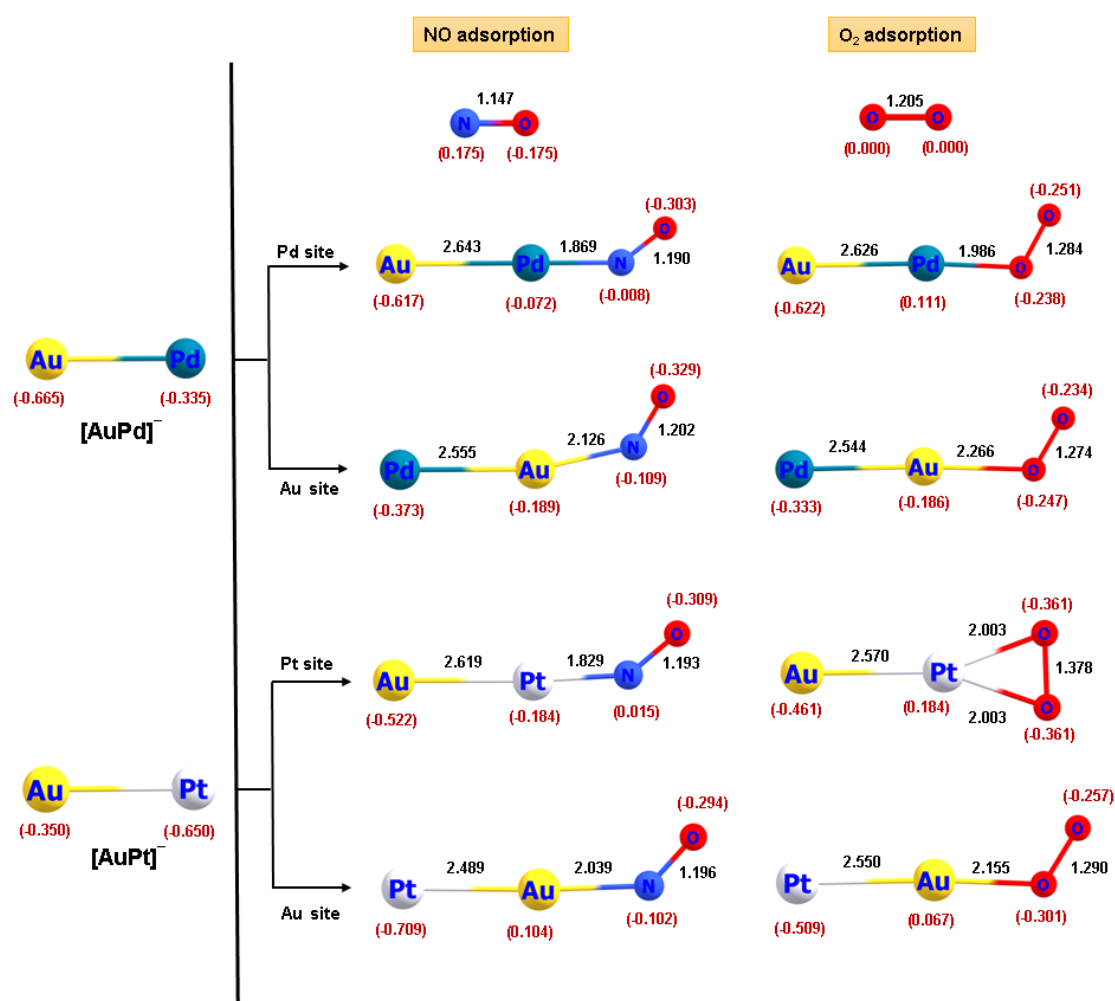 NO adsorption
O₂ adsorption
1.147
N O
(0.175) (-0.175)
1.205
O O
(0.000) (0.000)
Pd site
(-0.303)
O
2.643 1.869
1.190
Au Pd N
(-0.617) (-0.072) (-0.008)
(-0.251)
O
2.626 1.986 1.284
Au Pd O
(-0.622) (0.111) (-0.238)
Au Pd
(-0.665) (-0.335)
[AuPd]⁻
Au site
(-0.329)
O
2.555 2.126 1.202
Pd Au N
(-0.373) (-0.189) (-0.109)
(-0.234)
O
2.544 2.266 1.274
Pd Au O
(-0.333) (-0.186) (-0.247)
Pt site
(-0.309)
O
2.619 1.829 1.193
Au Pt N
(-0.522) (-0.184) (0.015)
(-0.361)
O
2.003
2.570 1.378
Au Pt
2.003 O
(-0.461) (0.184) (-0.361)
Au Pt
(-0.350) (-0.650)
[AuPt]⁻
Au site
(-0.294)
O
2.489 2.039 1.196
Pt Au N
(-0.709) (0.104) (-0.102)
(-0.257)
O
2.550 2.155 1.290
Pt Au O
(-0.509) (0.067) (-0.301)